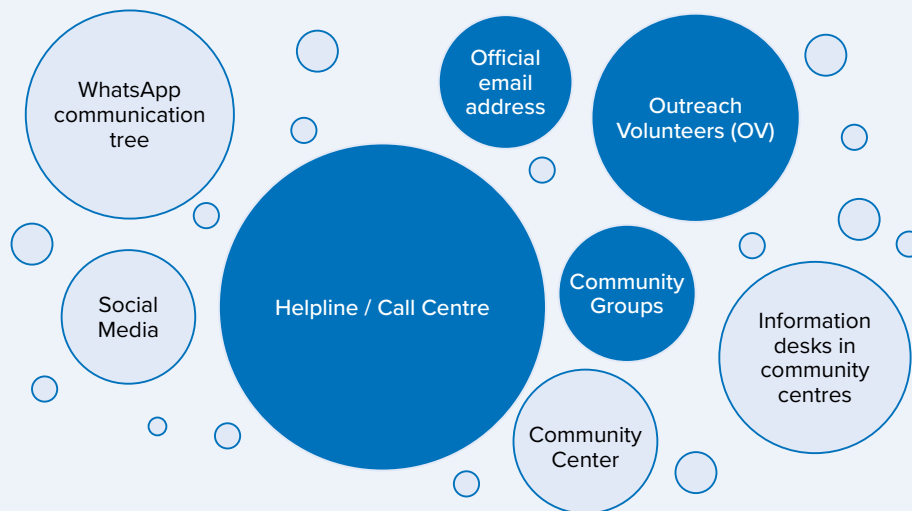 WhatsApp
communication
tree
Official
email
address
Outreach
Volunteers (OV)
Social
Media
Helpline / Call Centre
Community
Groups
Information
desks in
community
centres
Community
Center